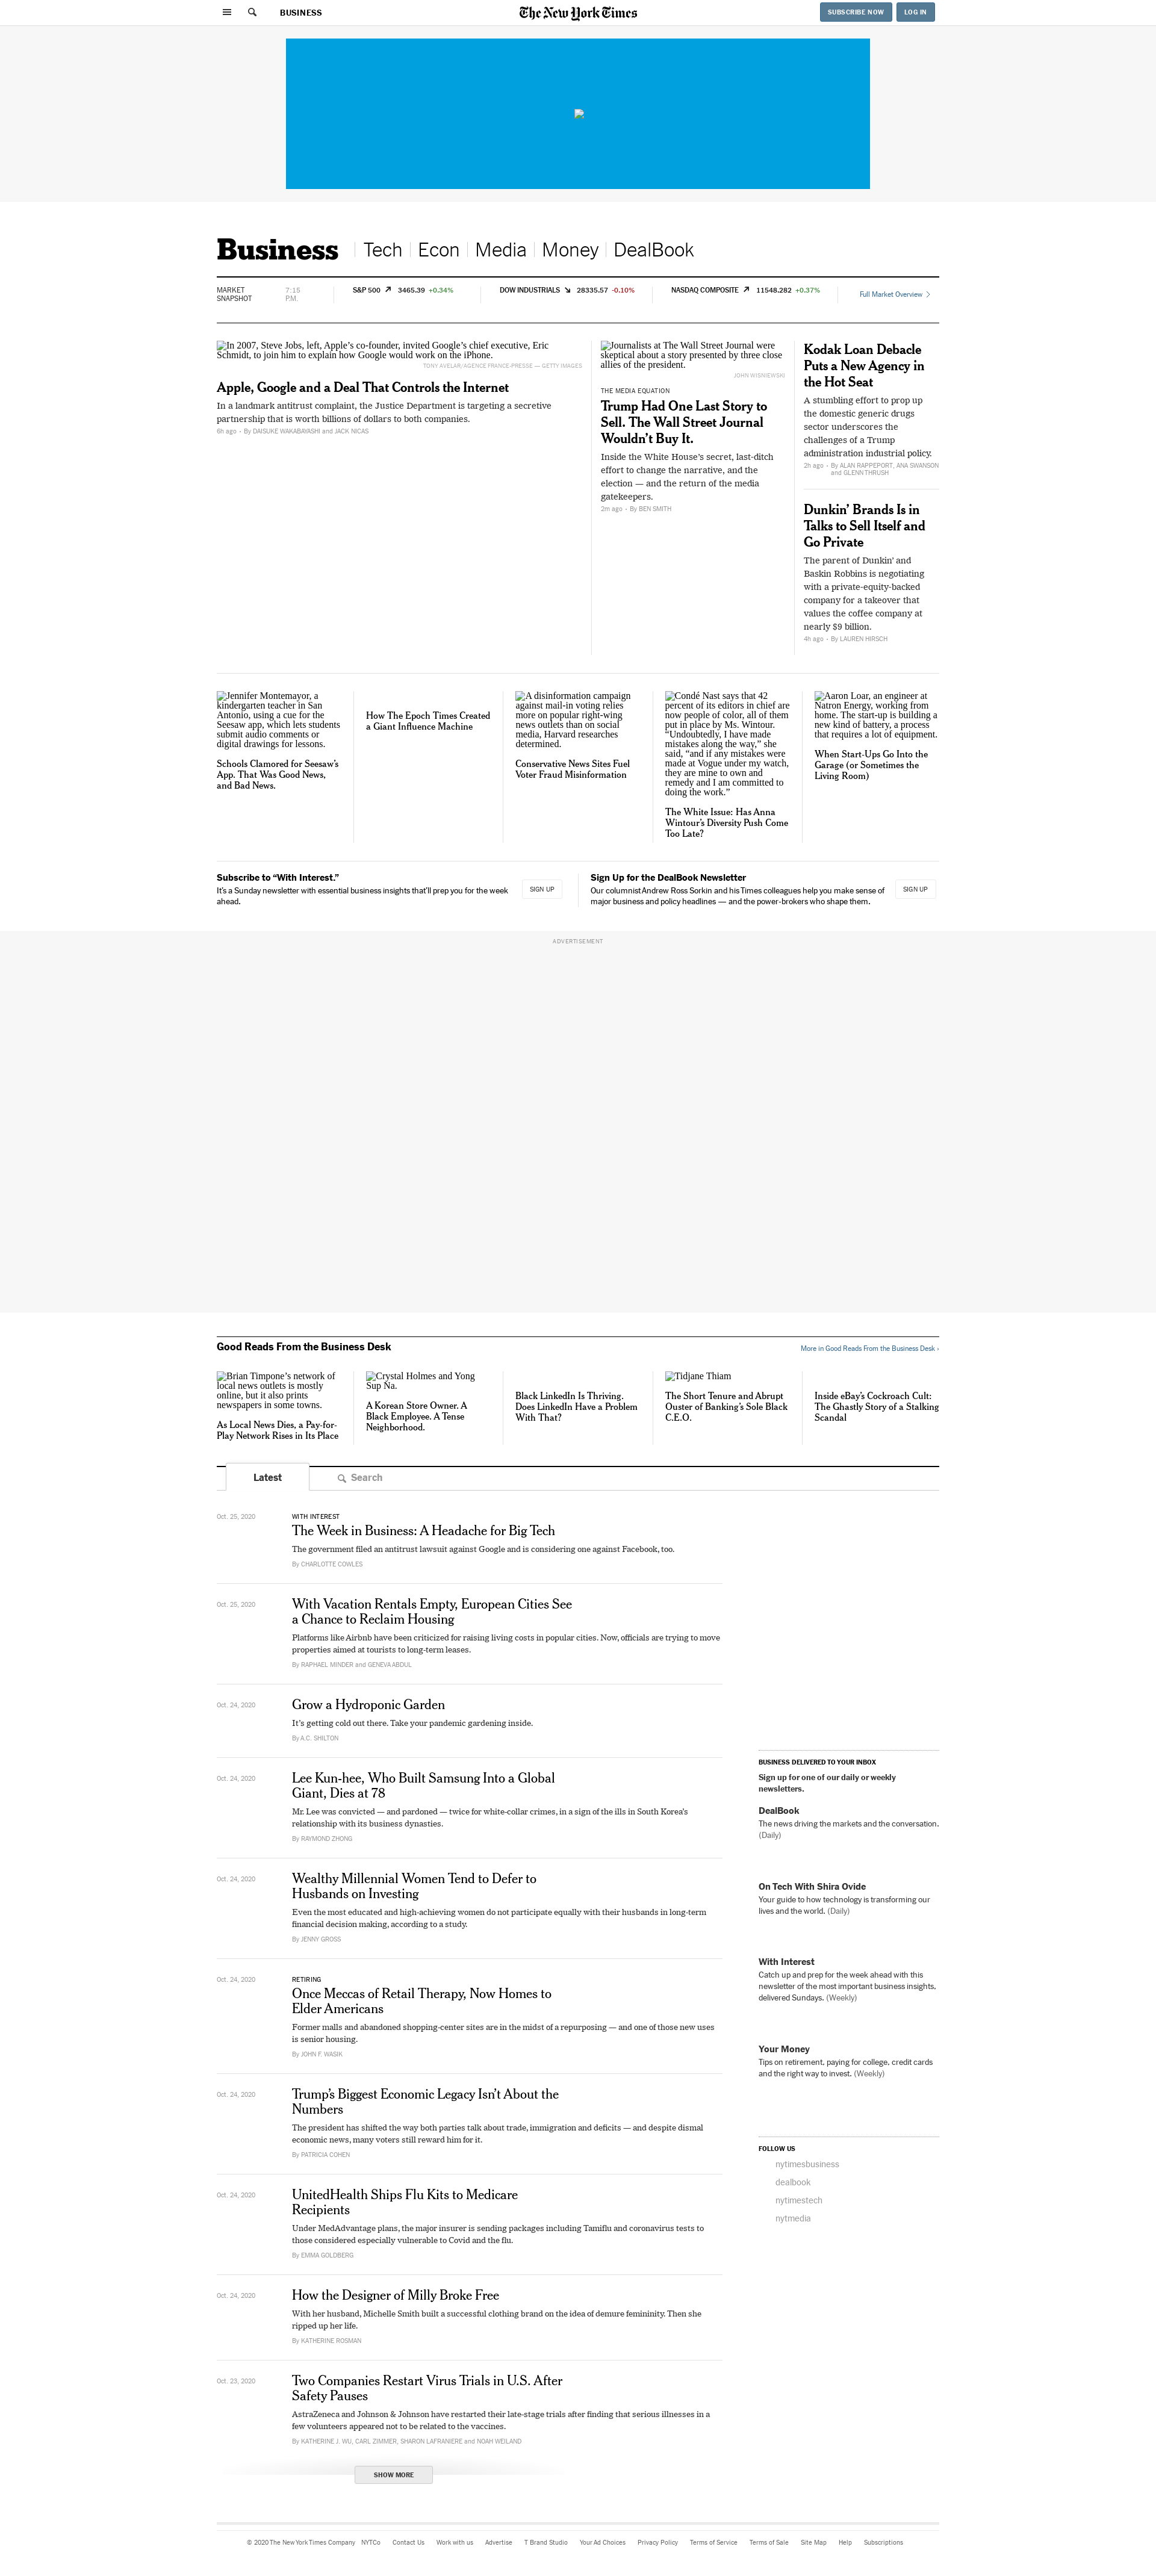 BUSINESS
The New York Times
SUBSCRIBE NOW
LOG IN
Business
Tech
Econ
Media
Money
DealBook
MARKET
SNAPSHOT
7:15
P.M.
S&P 500 3465.39 +0.34%
DOW INDUSTRIALS 28335.57 -0.10%
NASDAQ COMPOSITE 11548.282 +0.37%
Full Market Overview
In 2007, Steve Jobs, left, Apple’s co-founder, invited Google’s chief executive, Eric
Schmidt, to join him to explain how Google would work on the iPhone.
TONY AVELAR/AGENCE FRANCE-PRESSE — GETTY IMAGES
Apple, Google and a Deal That Controls the Internet
In a landmark antitrust complaint, the Justice Department is targeting a secretive
partnership that is worth billions of dollars to both companies.
6h ago • By DAISUKE WAKABAYASHI and JACK NICAS
Journalists at The Wall Street Journal were
skeptical about a story presented by three close
allies of the president.
JOHN WISNIEWSKI
THE MEDIA EQUATION
Trump Had One Last Story to
Sell. The Wall Street Journal
Wouldn’t Buy It.
Inside the White House’s secret, last-ditch
effort to change the narrative, and the
election — and the return of the media
gatekeepers.
2m ago • By BEN SMITH
Kodak Loan Debacle
Puts a New Agency in
the Hot Seat
A stumbling effort to prop up
the domestic generic drugs
sector underscores the
challenges of a Trump
administration industrial policy.
2h ago • By ALAN RAPPEPORT, ANA SWANSON
and GLENN THRUSH
Dunkin’ Brands Is in
Talks to Sell Itself and
Go Private
The parent of Dunkin’ and
Baskin Robbins is negotiating
with a private-equity-backed
company for a takeover that
values the coffee company at
nearly $9 billion.
4h ago • By LAUREN HIRSCH
Jennifer Montemayor, a
kindergarten teacher in San
Antonio, using a cue for the
Seesaw app, which lets students
submit audio comments or
digital drawings for lessons.
Schools Clamored for Seesaw’s
App. That Was Good News,
and Bad News.
How The Epoch Times Created
a Giant Influence Machine
A disinformation campaign
against mail-in voting relies
more on popular right-wing
news outlets than on social
media, Harvard researches
determined.
Conservative News Sites Fuel
Voter Fraud Misinformation
Condé Nast says that 42
percent of its editors in chief are
now people of color, all of them
put in place by Ms. Wintour.
“Undoubtedly, I have made
mistakes along the way,” she
said, “and if any mistakes were
made at Vogue under my watch,
they are mine to own and
remedy and I am committed to
doing the work.”
The White Issue: Has Anna
Wintour’s Diversity Push Come
Too Late?
Aaron Loar, an engineer at
Natron Energy, working from
home. The start-up is building a
new kind of battery, a process
that requires a lot of equipment.
When Start-Ups Go Into the
Garage (or Sometimes the
Living Room)
Subscribe to “With Interest.”
It’s a Sunday newsletter with essential business insights that’ll prep you for the week
ahead.
SIGN UP
Sign Up for the DealBook Newsletter
Our columnist Andrew Ross Sorkin and his Times colleagues help you make sense of
major business and policy headlines — and the power-brokers who shape them.
SIGN UP
ADVERTISEMENT
Good Reads From the Business Desk
More in Good Reads From the Business Desk ›
Brian Timpone’s network of
local news outlets is mostly
online, but it also prints
newspapers in some towns.
As Local News Dies, a Pay-for-
Play Network Rises in Its Place
Crystal Holmes and Yong
Sup Na.
A Korean Store Owner. A
Black Employee. A Tense
Neighborhood.
Black LinkedIn Is Thriving.
Does LinkedIn Have a Problem
With That?
Tidjane Thiam
The Short Tenure and Abrupt
Ouster of Banking’s Sole Black
C.E.O.
Inside eBay’s Cockroach Cult:
The Ghastly Story of a Stalking
Scandal
Latest
Search
Oct. 25, 2020
WITH INTEREST
The Week in Business: A Headache for Big Tech
The government filed an antitrust lawsuit against Google and is considering one against Facebook, too.
By CHARLOTTE COWLES
Oct. 25, 2020
With Vacation Rentals Empty, European Cities See
a Chance to Reclaim Housing
Platforms like Airbnb have been criticized for raising living costs in popular cities. Now, officials are trying to move
properties aimed at tourists to long-term leases.
By RAPHAEL MINDER and GENEVA ABDUL
Oct. 24, 2020
Grow a Hydroponic Garden
It’s getting cold out there. Take your pandemic gardening inside.
By A.C. SHILTON
Oct. 24, 2020
Lee Kun-hee, Who Built Samsung Into a Global
Giant, Dies at 78
Mr. Lee was convicted — and pardoned — twice for white-collar crimes, in a sign of the ills in South Korea’s
relationship with its business dynasties.
By RAYMOND ZHONG
Oct. 24, 2020
Wealthy Millennial Women Tend to Defer to
Husbands on Investing
Even the most educated and high-achieving women do not participate equally with their husbands in long-term
financial decision making, according to a study.
By JENNY GROSS
Oct. 24, 2020
RETIRING
Once Meccas of Retail Therapy, Now Homes to
Elder Americans
Former malls and abandoned shopping-center sites are in the midst of a repurposing — and one of those new uses
is senior housing.
By JOHN F. WASIK
Oct. 24, 2020
Trump’s Biggest Economic Legacy Isn’t About the
Numbers
The president has shifted the way both parties talk about trade, immigration and deficits — and despite dismal
economic news, many voters still reward him for it.
By PATRICIA COHEN
Oct. 24, 2020
UnitedHealth Ships Flu Kits to Medicare
Recipients
Under MedAdvantage plans, the major insurer is sending packages including Tamiflu and coronavirus tests to
those considered especially vulnerable to Covid and the flu.
By EMMA GOLDBERG
Oct. 24, 2020
How the Designer of Milly Broke Free
With her husband, Michelle Smith built a successful clothing brand on the idea of demure femininity. Then she
ripped up her life.
By KATHERINE ROSMAN
Oct. 23, 2020
Two Companies Restart Virus Trials in U.S. After
Safety Pauses
AstraZeneca and Johnson & Johnson have restarted their late-stage trials after finding that serious illnesses in a
few volunteers appeared not to be related to the vaccines.
By KATHERINE J. WU, CARL ZIMMER, SHARON LAFRANIERE and NOAH WEILAND
SHOW MORE
BUSINESS DELIVERED TO YOUR INBOX
Sign up for one of our daily or weekly
newsletters.
DealBook
The news driving the markets and the conversation.
(Daily)
On Tech With Shira Ovide
Your guide to how technology is transforming our
lives and the world. (Daily)
With Interest
Catch up and prep for the week ahead with this
newsletter of the most important business insights,
delivered Sundays. (Weekly)
Your Money
Tips on retirement, paying for college, credit cards
and the right way to invest. (Weekly)
FOLLOW US
nytimesbusiness
dealbook
nytimestech
nytmedia
© 2020 The New York Times Company NYTCo Contact Us Work with us Advertise T Brand Studio Your Ad Choices Privacy Policy Terms of Service Terms of Sale Site Map Help Subscriptions